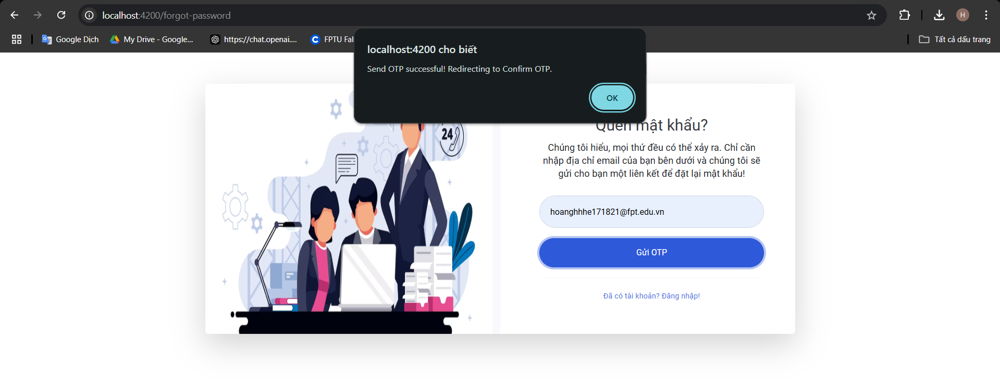 localhost:4200/forgot-password
H
Google Dịch
My Drive - Google...
https://chat.openai....
FPTU Fal
Tất cả dấu trang
localhost:4200 cho biết
Send OTP successful! Redirecting to Confirm OTP.
OK
24
Quên mật khẩu?
Chúng tôi hiểu, mọi thứ đều có thể xảy ra. Chỉ cần
nhập địa chỉ email của bạn bên dưới và chúng tôi sẽ
gửi cho bạn một liên kết để đặt lại mật khẩu!
hoanghhhe171821@fpt.edu.vn
Gửi OTP
Đã có tài khoản? Đăng nhập!